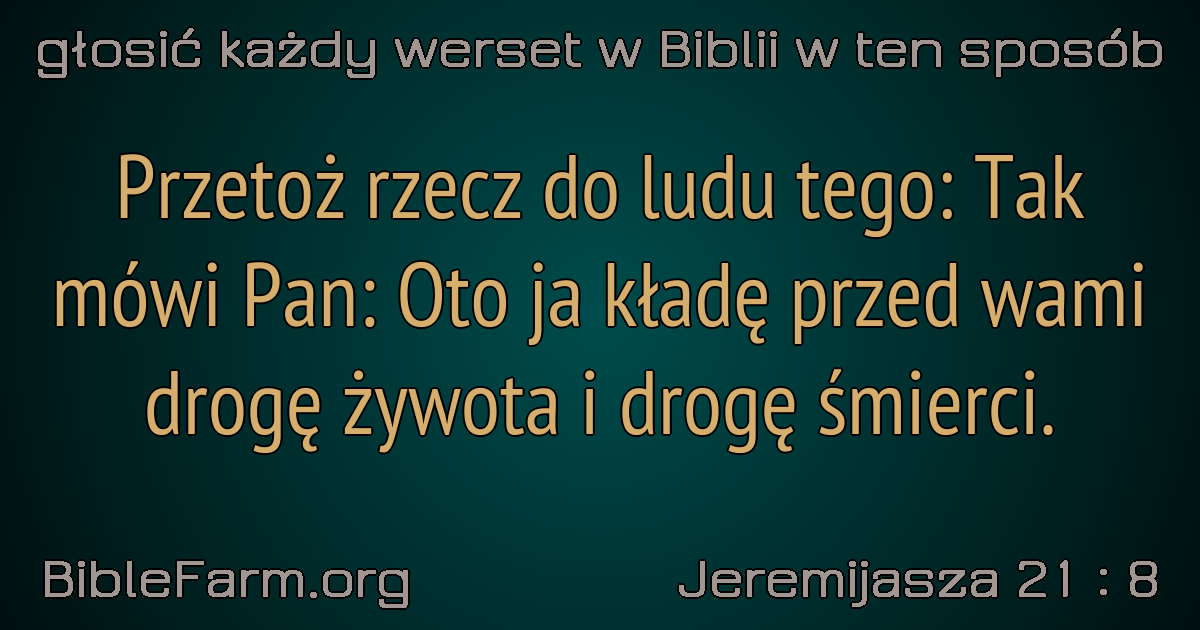 głosić każdy werset w Biblii w ten sposób
Przetoż rzecz do ludu tego: Tak
mówi Pan: Oto ja kładę przed wami
drogę żywota i drogę śmierci.
BibleFarm.org
Jeremijasza 21 : 8